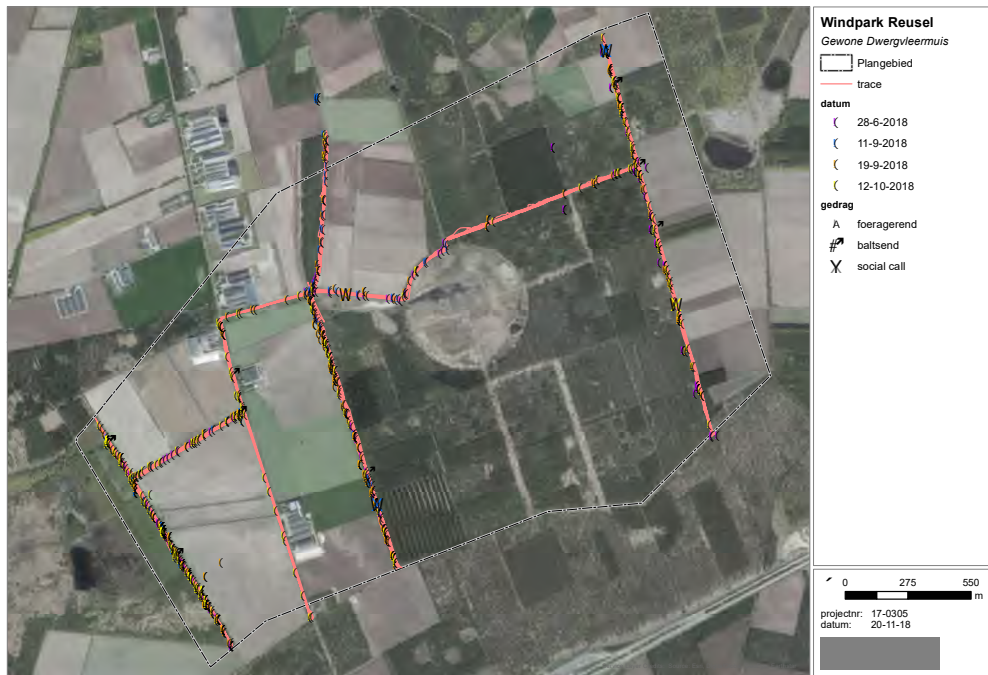 Windpark Reusel
Gewone Dwergvleermuis
Plangebied
trace
datum
28-6-2018
11-9-2018
19-9-2018
12-10-2018
gedrag
foeragerend
baltsend
social call
0 275 550
m
projectnr: 17-0305
datum: 20-11-18